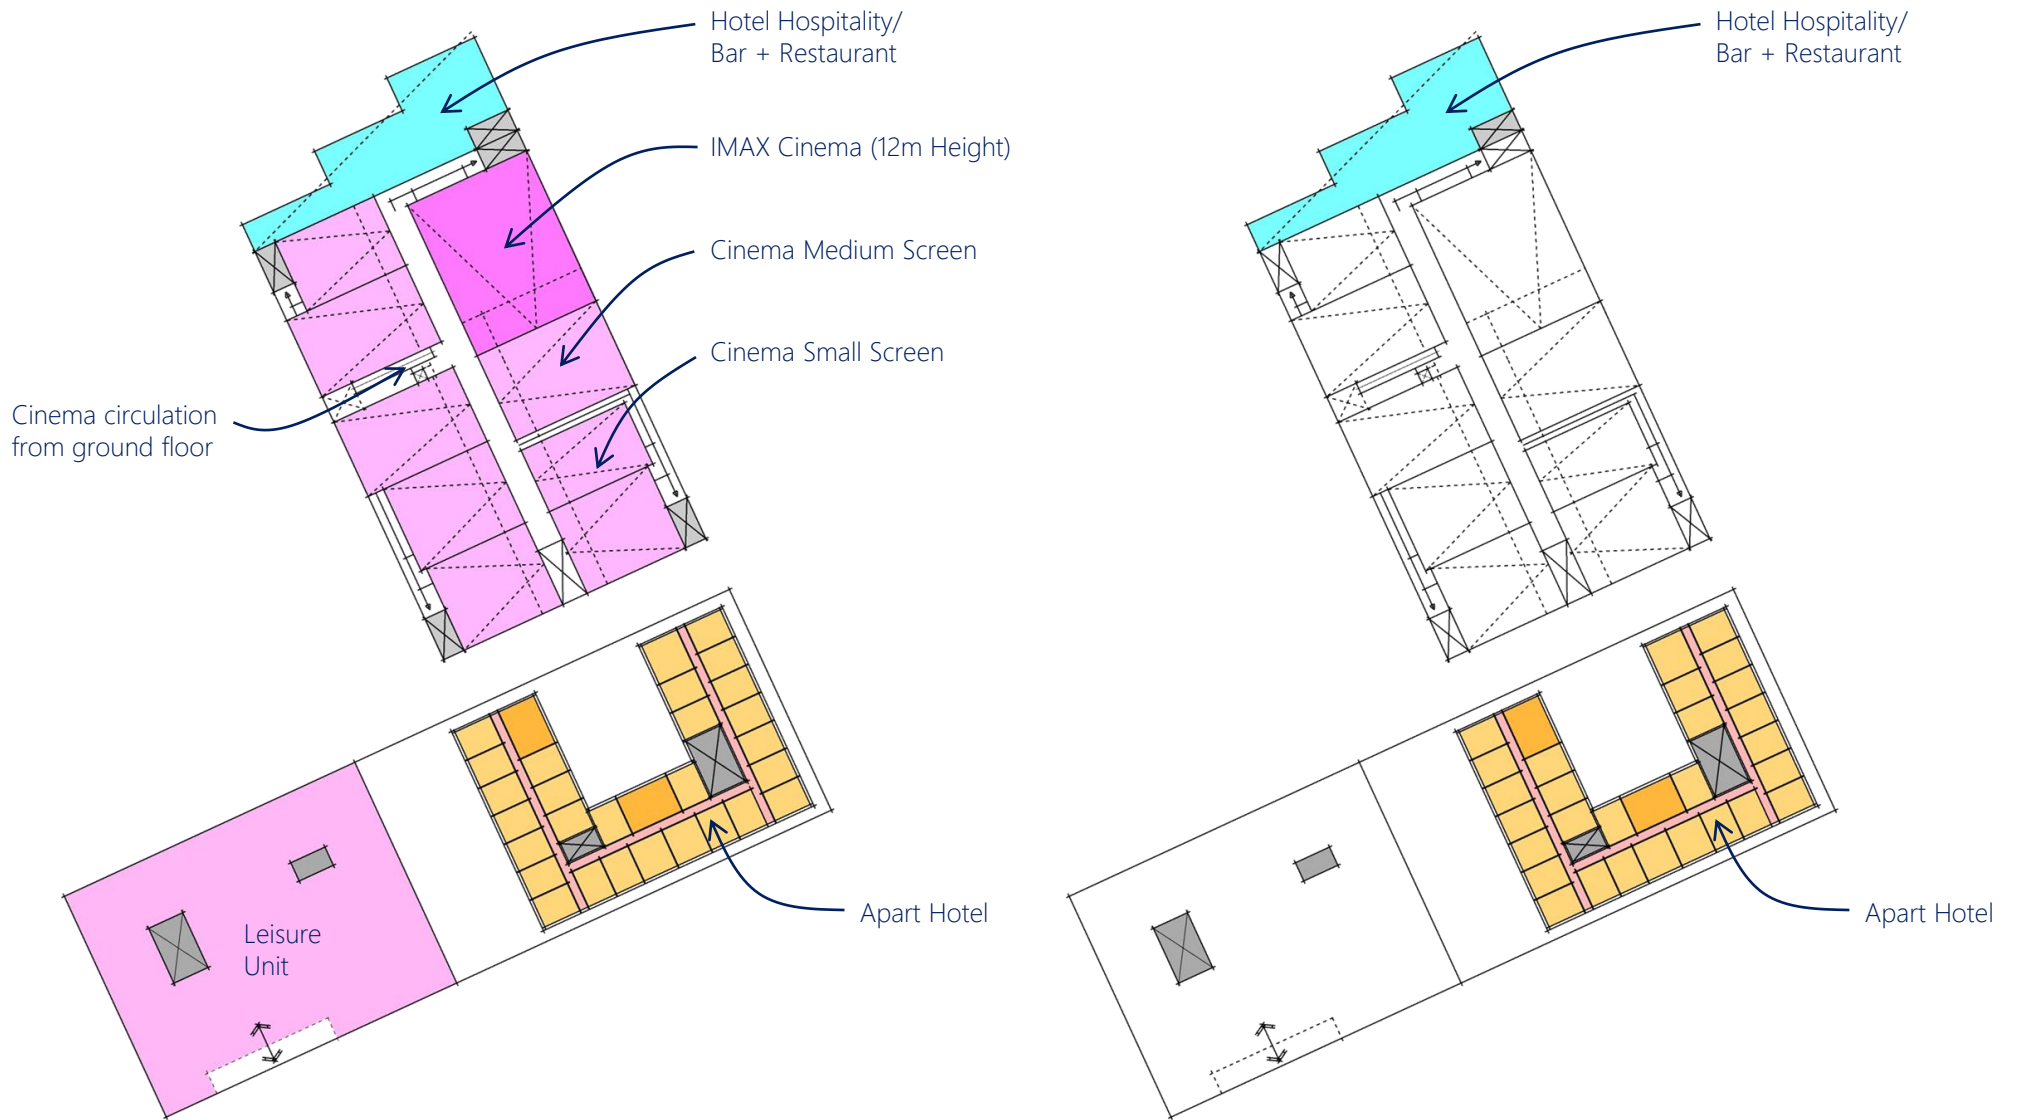 Hotel Hospitality/
Bar + Restaurant
IMAX Cinema (12m Height)
Cinema Medium Screen
Cinema Small Screen
Cinema circulation
from ground floor
Leisure
Unit
Apart Hotel
Hotel Hospitality/
Bar + Restaurant
Apart Hotel